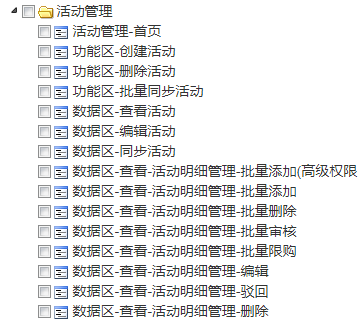 活动管理
活动管理-首页
功能区-创建活动
功能区-删除活动
功能区-批量同步活动
数据区-查看活动
数据区-编辑活动
数据区-同步活动
数据区-查看-活动明细管理-批量添加(高级权限
数据区-查看-活动明细管理-批量添加
数据区-查看-活动明细管理-批量删除
数据区-查看-活动明细管理-批量审核
数据区-查看-活动明细管理-批量限购
数据区-查看-活动明细管理-编辑
数据区-查看-活动明细管理-驳回
数据区-查看-活动明细管理-删除